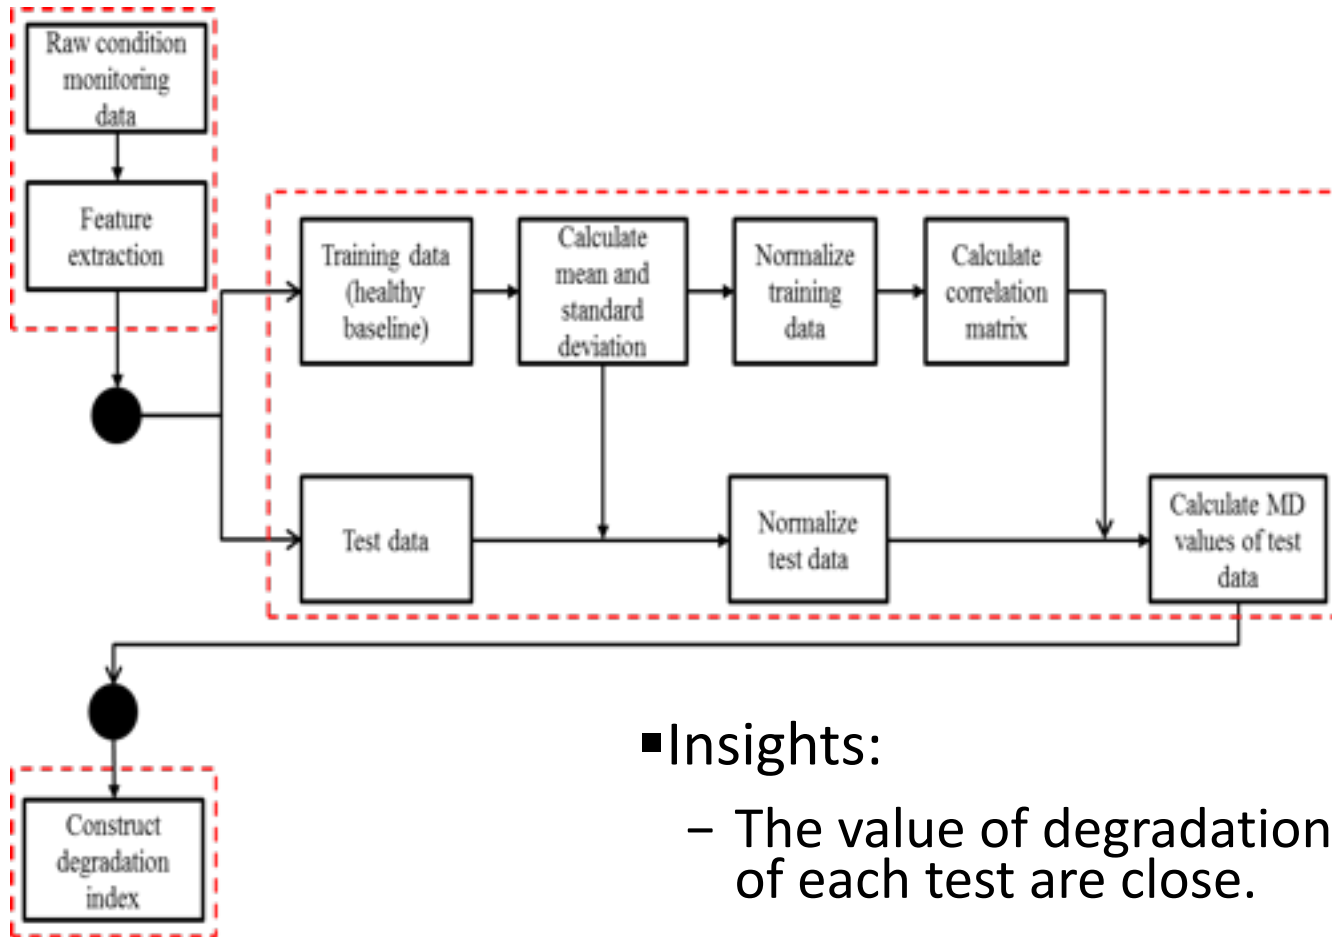 Raw condition
monitoring
data
Feature
extraction
Training data
(healthy
baseline)
Calculate
mean and
standard
deviation
Normalize
training
data
Calculate
correlation
matrix
Test data
Normalize
test data
Calculate MD
values of test
data
Construct
degradation
index
▪Insights:
– The value of degradation
of each test are close.